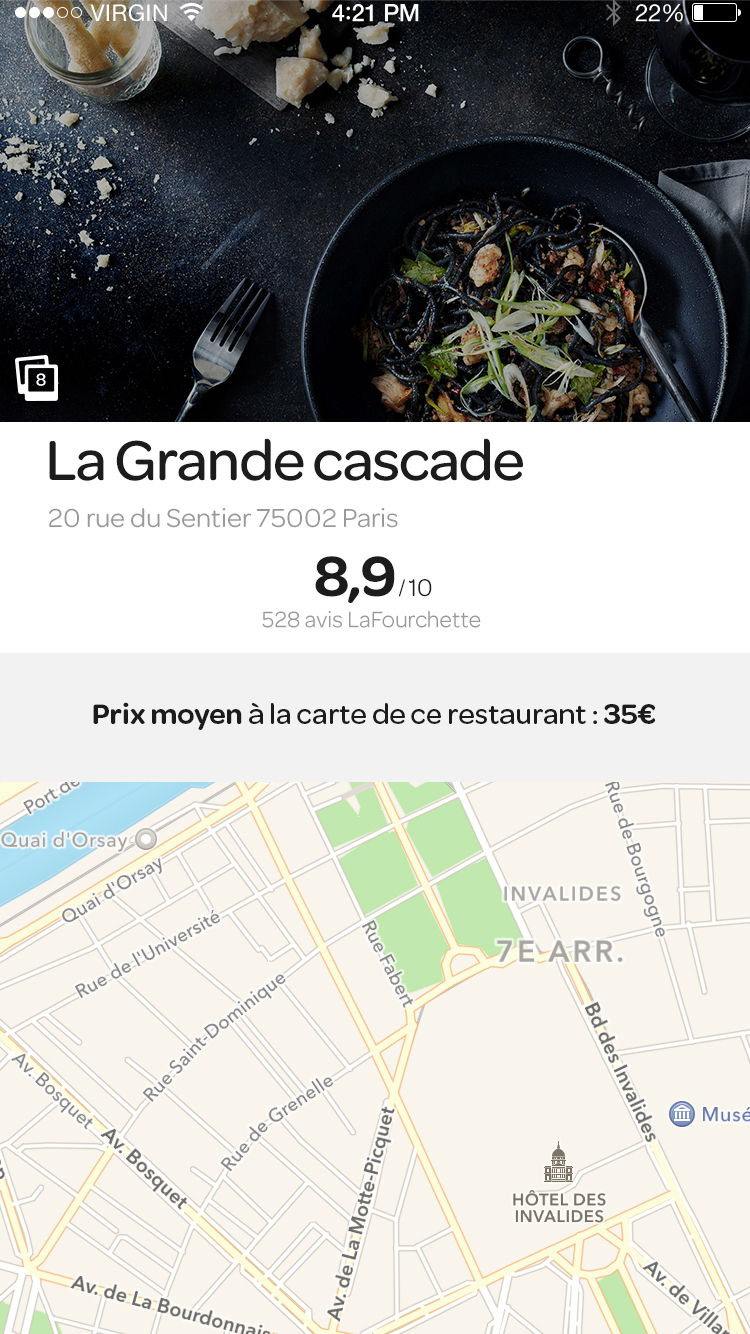 VIRGIN 4:21 PM 22%
8
La Grande cascade
20 rue du Sentier 75002 Paris
8,9/10
528 avis LaFourchette
Prix moyen à la carte de ce restaurant : 35€
Port de
Quai d'Orsay
Quai d'Orsay
Rue de Bourgogne
INVALIDES
7E ARR.
Rue de l'Université
Rue Fabert
Rue Saint-Dominique
Bd des Invalides
Av. Bosquet
Rue de Grenelle
Musé
Av. Bosquet
Av. de La Motte-Picquet
HÔTEL DES
INVALIDES
Av. de La Bourdonnais
Av. de Villa